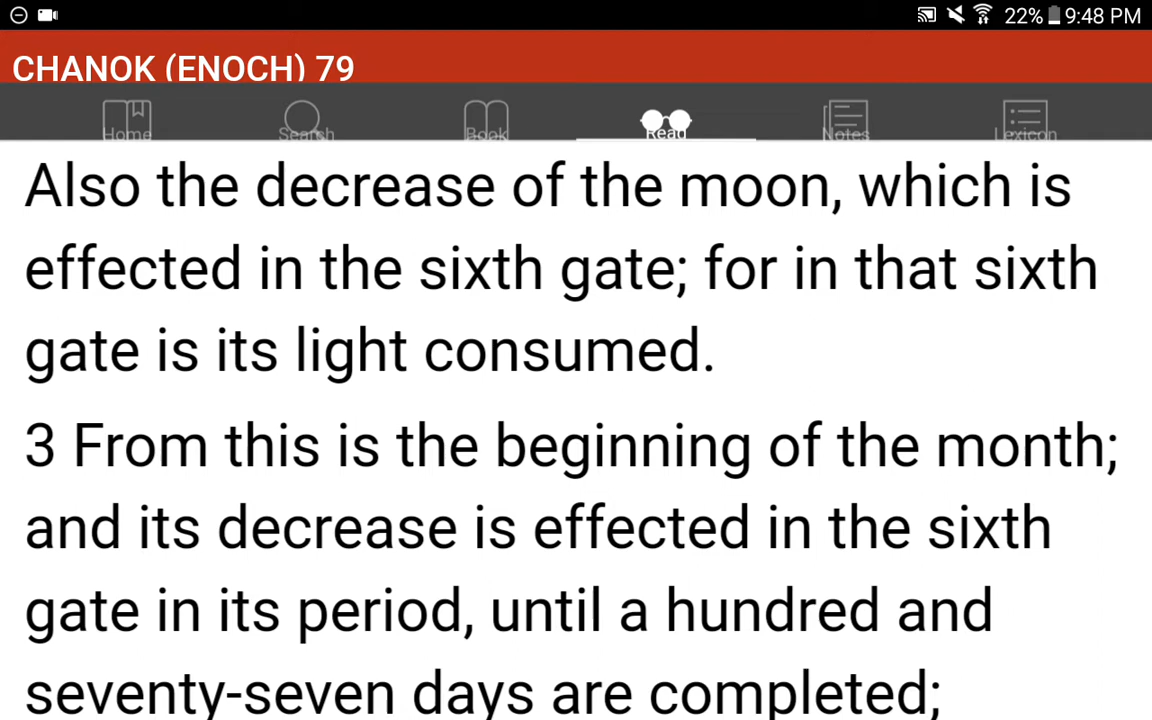 22% 9:48 PM
CHANOK (ENOCH) 79
Home Search Book Read Notes Lexicon
Also the decrease of the moon, which is
effected in the sixth gate; for in that sixth
gate is its light consumed.
3 From this is the beginning of the month;
and its decrease is effected in the sixth
gate in its period, until a hundred and
seventy-seven days are completed;